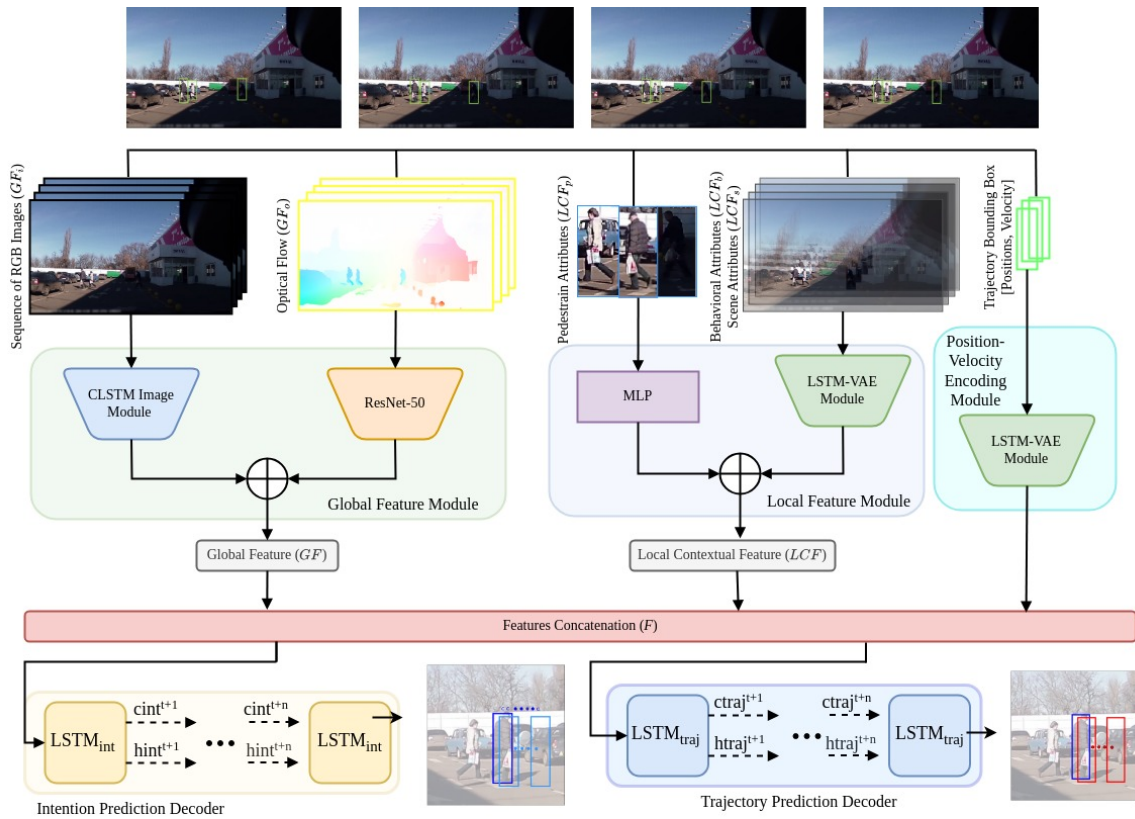 Sequence of RGB Images (GF_i)
Optical Flow (GF_o)
Pedestrain Attributes (LCF_p)
Behavioral Attributes (LCF_b)
Scene Attributes (LCF_s)
Trajectory Bounding Box
[Positions, Velocity]
CLSTM Image
Module
ResNet-50
Global Feature Module
MLP
LSTM-VAE
Module
Local Feature Module
Position-
Velocity
Encoding
Module
LSTM-VAE
Module
Global Feature (GF)
Local Contextual Feature (LCF)
Features Concatenation (F)
LSTM_int
cint^t+1
hint^t+1
cint^t+n
hint^t+n
LSTM_int
Intention Prediction Decoder
LSTM_traj
ctraj^t+1
htraj^t+1
ctraj^t+n
htraj^t+n
LSTM_traj
Trajectory Prediction Decoder